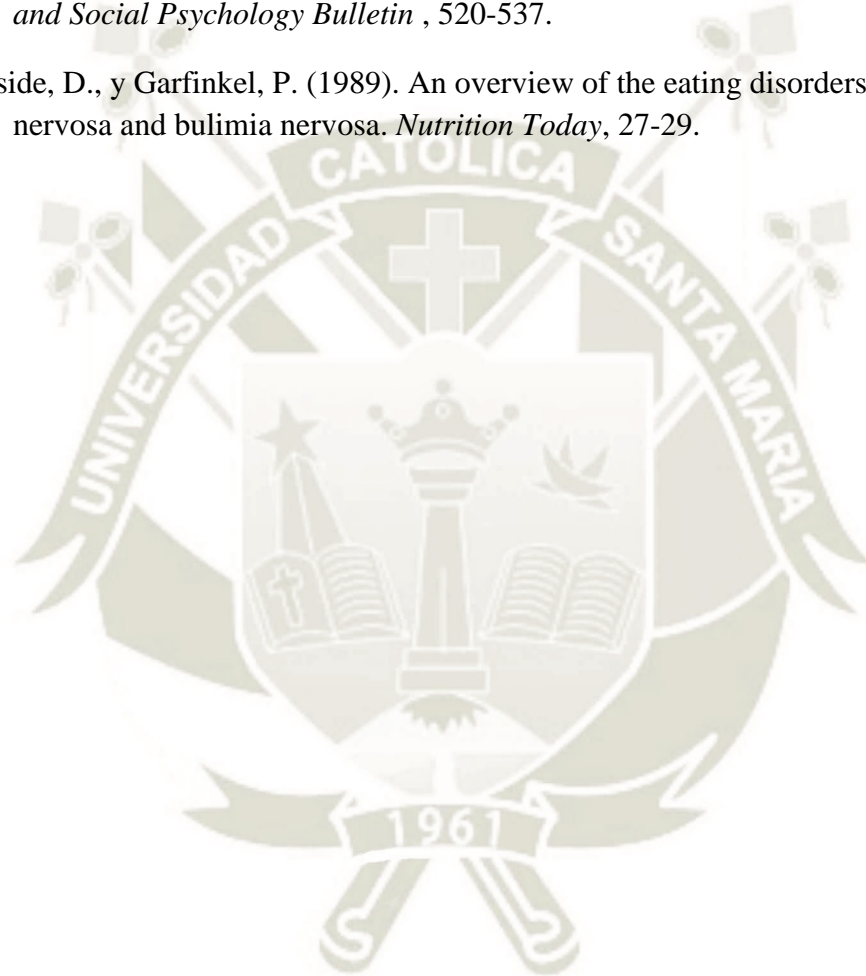 and Social Psychology Bulletin , 520-537.
side, D., y Garfinkel, P. (1989). An overview of the eating disorders
nervosa and bulimia nervosa. Nutrition Today, 27-29.
UNIVERSIDAD CATOLICA SANTA MARIA
1961